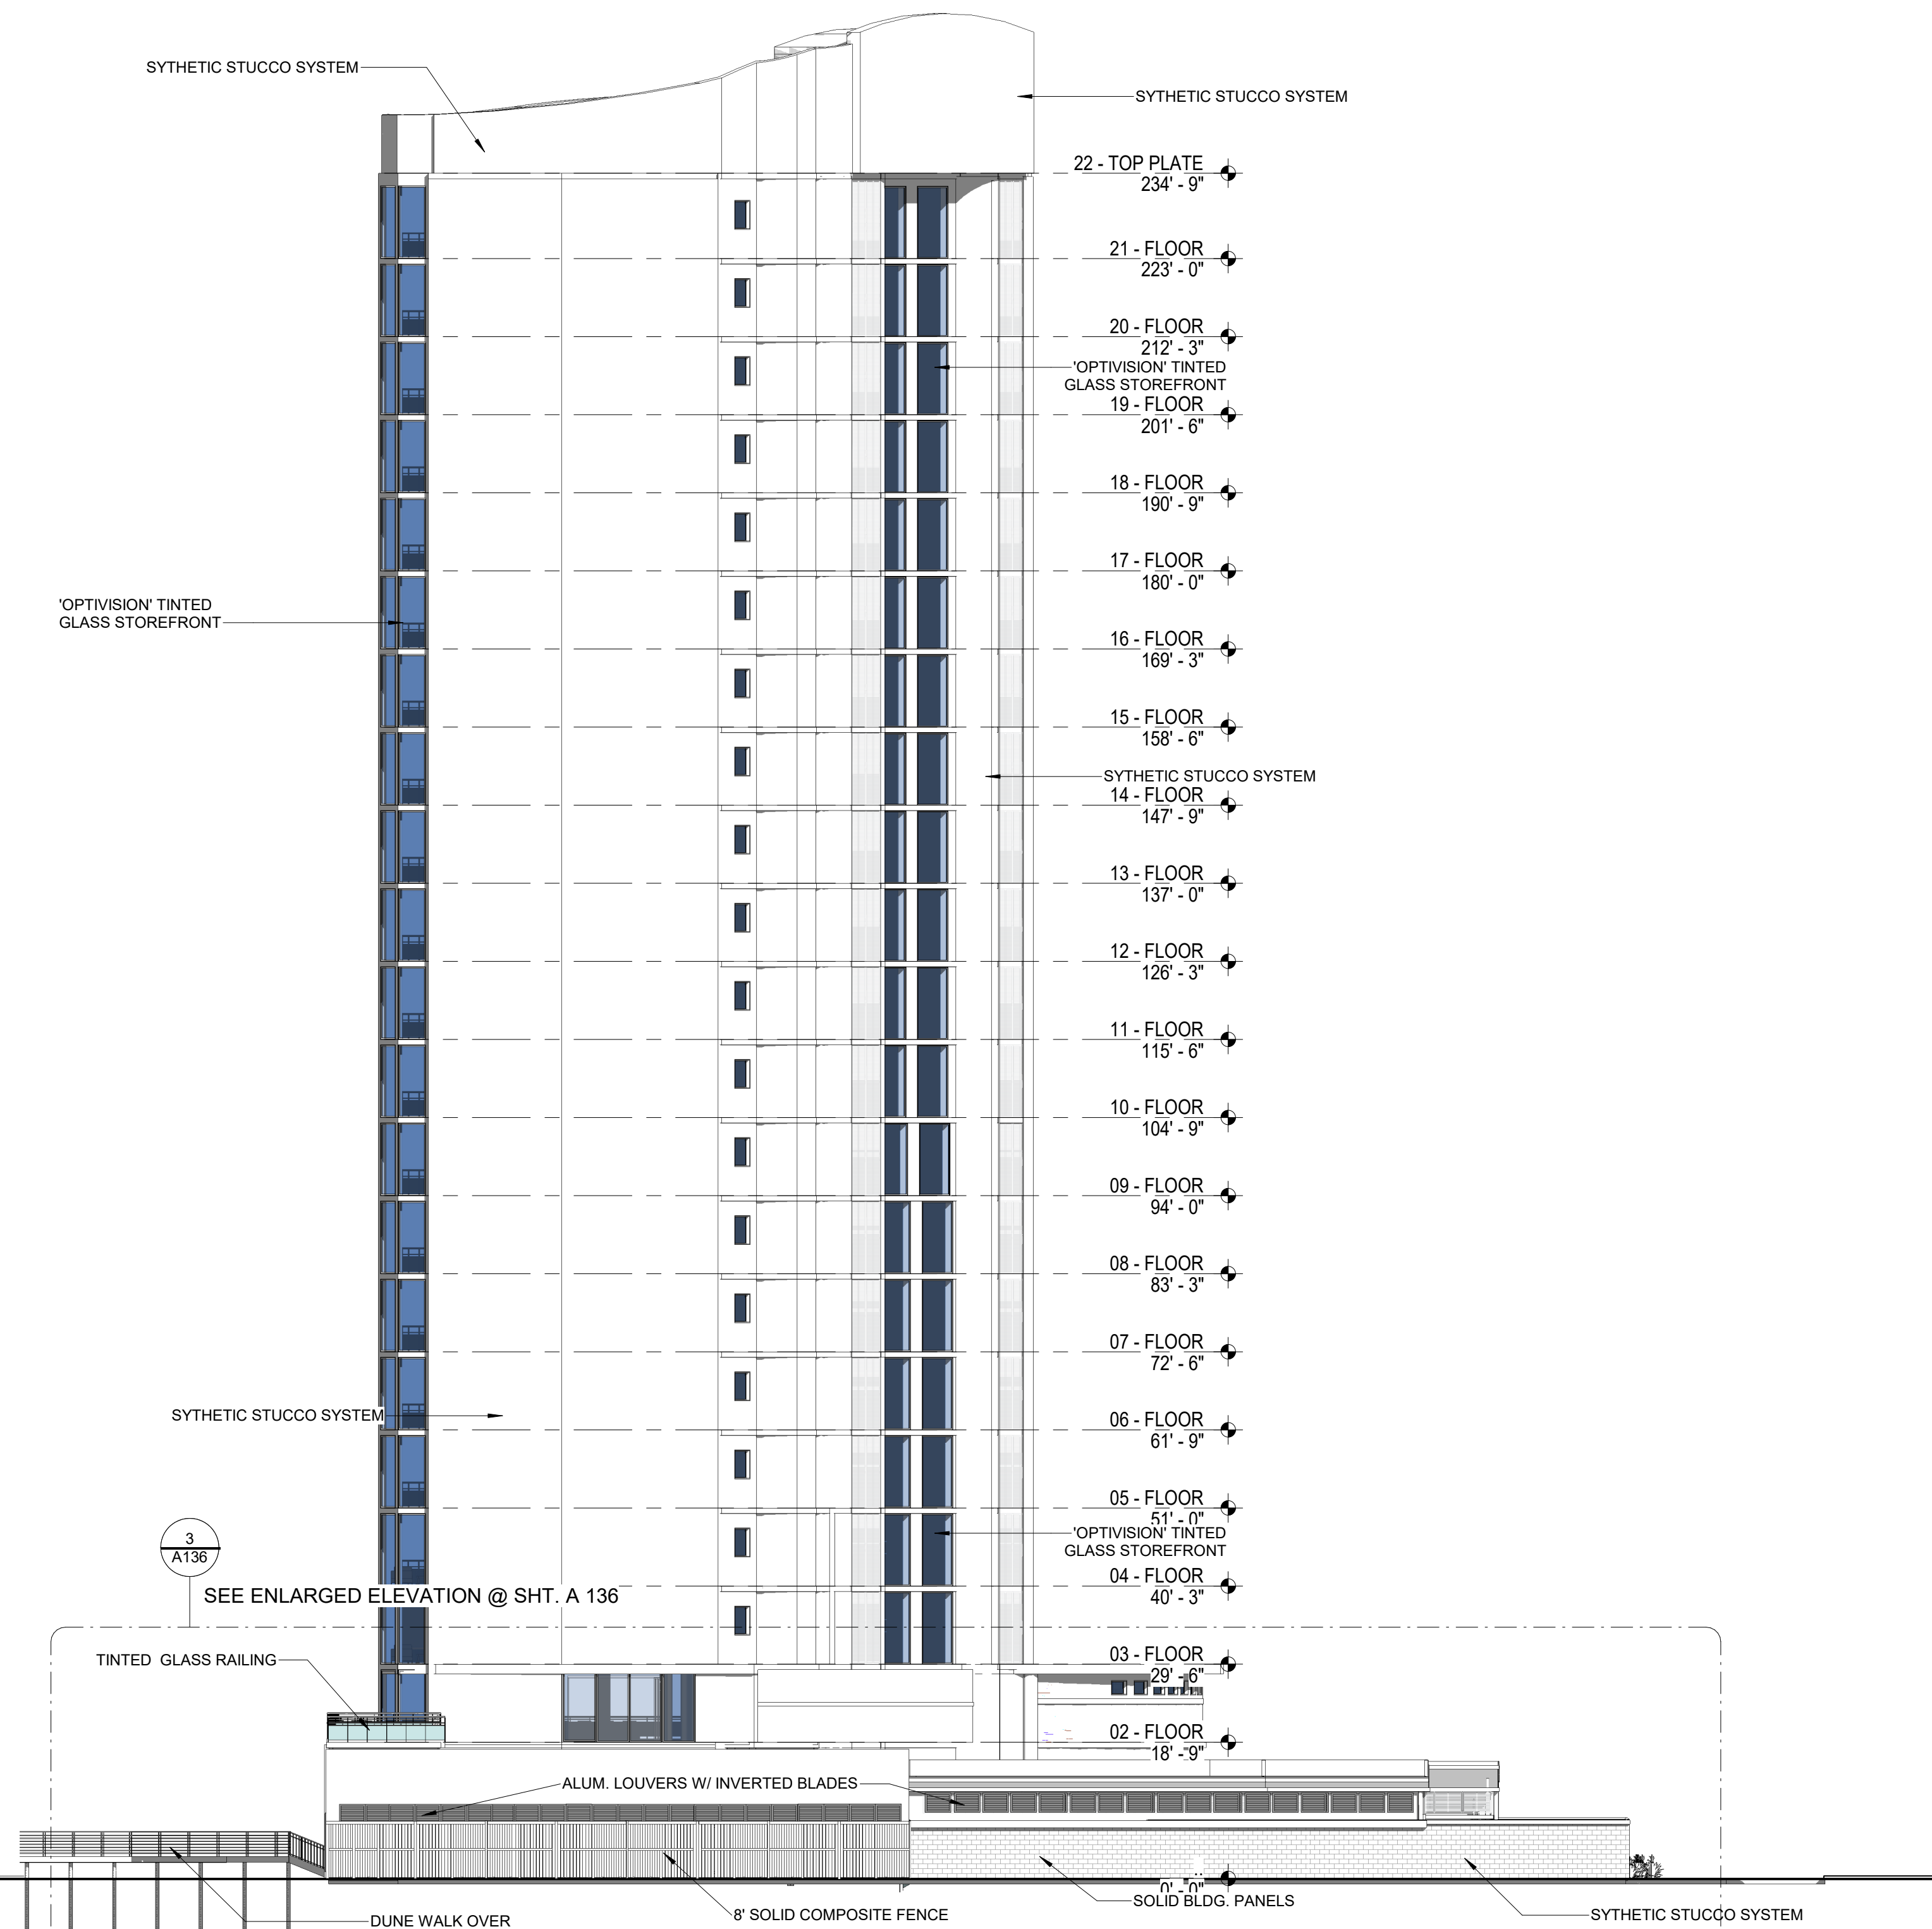 SYTHETIC STUCCO SYSTEM
SYTHETIC STUCCO SYSTEM
22 - TOP PLATE
234' - 9"
21 - FLOOR
223' - 0"
20 - FLOOR
212' - 3"
'OPTIVISION' TINTED
GLASS STOREFRONT
19 - FLOOR
201' - 6"
18 - FLOOR
190' - 9"
17 - FLOOR
180' - 0"
'OPTIVISION' TINTED
GLASS STOREFRONT
16 - FLOOR
169' - 3"
15 - FLOOR
158' - 6"
SYTHETIC STUCCO SYSTEM
14 - FLOOR
147' - 9"
13 - FLOOR
137' - 0"
12 - FLOOR
126' - 3"
11 - FLOOR
115' - 6"
10 - FLOOR
104' - 9"
09 - FLOOR
94' - 0"
08 - FLOOR
83' - 3"
07 - FLOOR
72' - 6"
SYTHETIC STUCCO SYSTEM
06 - FLOOR
61' - 9"
05 - FLOOR
51' - 0"
'OPTIVISION' TINTED
GLASS STOREFRONT
3
A136
SEE ENLARGED ELEVATION @ SHT. A 136
04 - FLOOR
40' - 3"
TINTED GLASS RAILING
03 - FLOOR
29' - 6"
02 - FLOOR
18' - 9"
ALUM. LOUVERS W/ INVERTED BLADES
0' - 0"
SOLID BLDG. PANELS
8' SOLID COMPOSITE FENCE
SYTHETIC STUCCO SYSTEM
DUNE WALK OVER